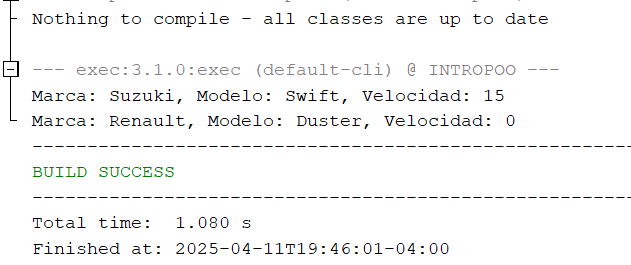 Nothing to compile - all classes are up to date
--- exec:3.1.0:exec (default-cli) @ INTROPOO ---
Marca: Suzuki, Modelo: Swift, Velocidad: 15
Marca: Renault, Modelo: Duster, Velocidad: 0
------------------------------------------------------
BUILD SUCCESS
------------------------------------------------------
Total time:  1.080 s
Finished at: 2025-04-11T19:46:01-04:00